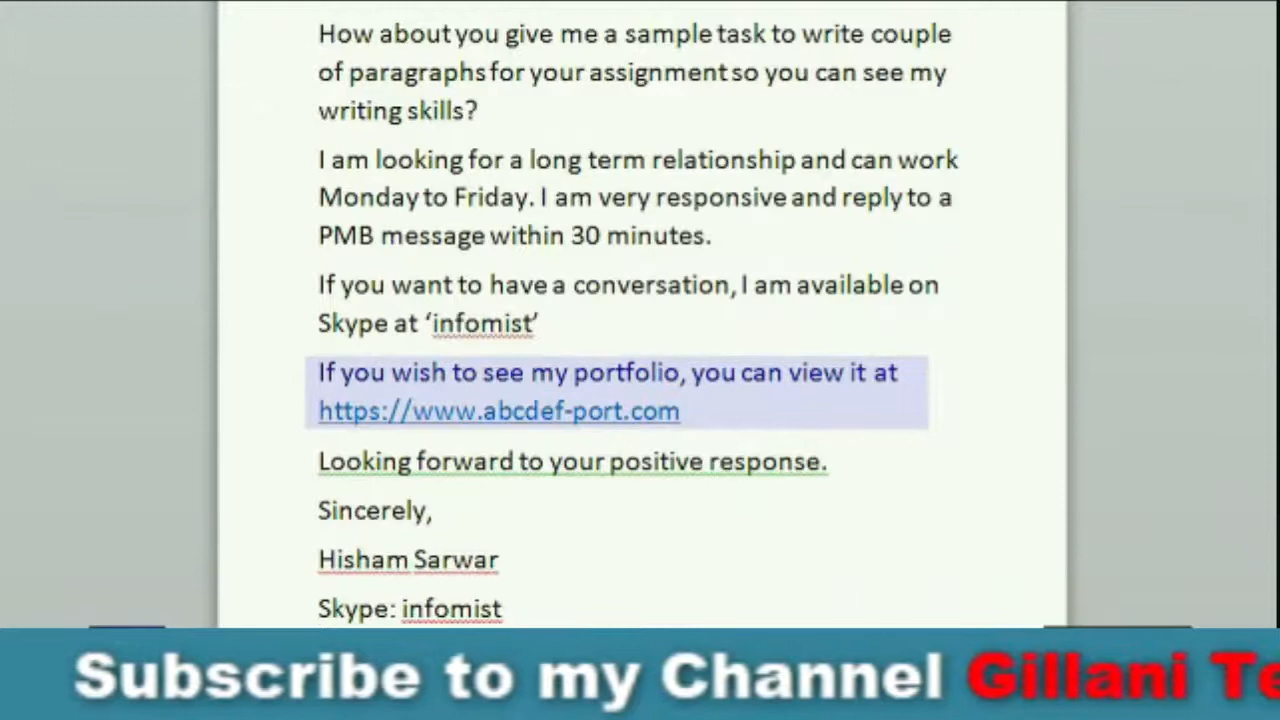 How about you give me a sample task to write couple
of paragraphs for your assignment so you can see my
writing skills?
I am looking for a long term relationship and can work
Monday to Friday. I am very responsive and reply to a
PMB message within 30 minutes.
If you want to have a conversation, I am available on
Skype at ‘infomist’
If you wish to see my portfolio, you can view it at
https://www.abcdef-port.com
Looking forward to your positive response.
Sincerely,
Hisham Sarwar
Skype: infomist
Subscribe to my Channel Gillani Te